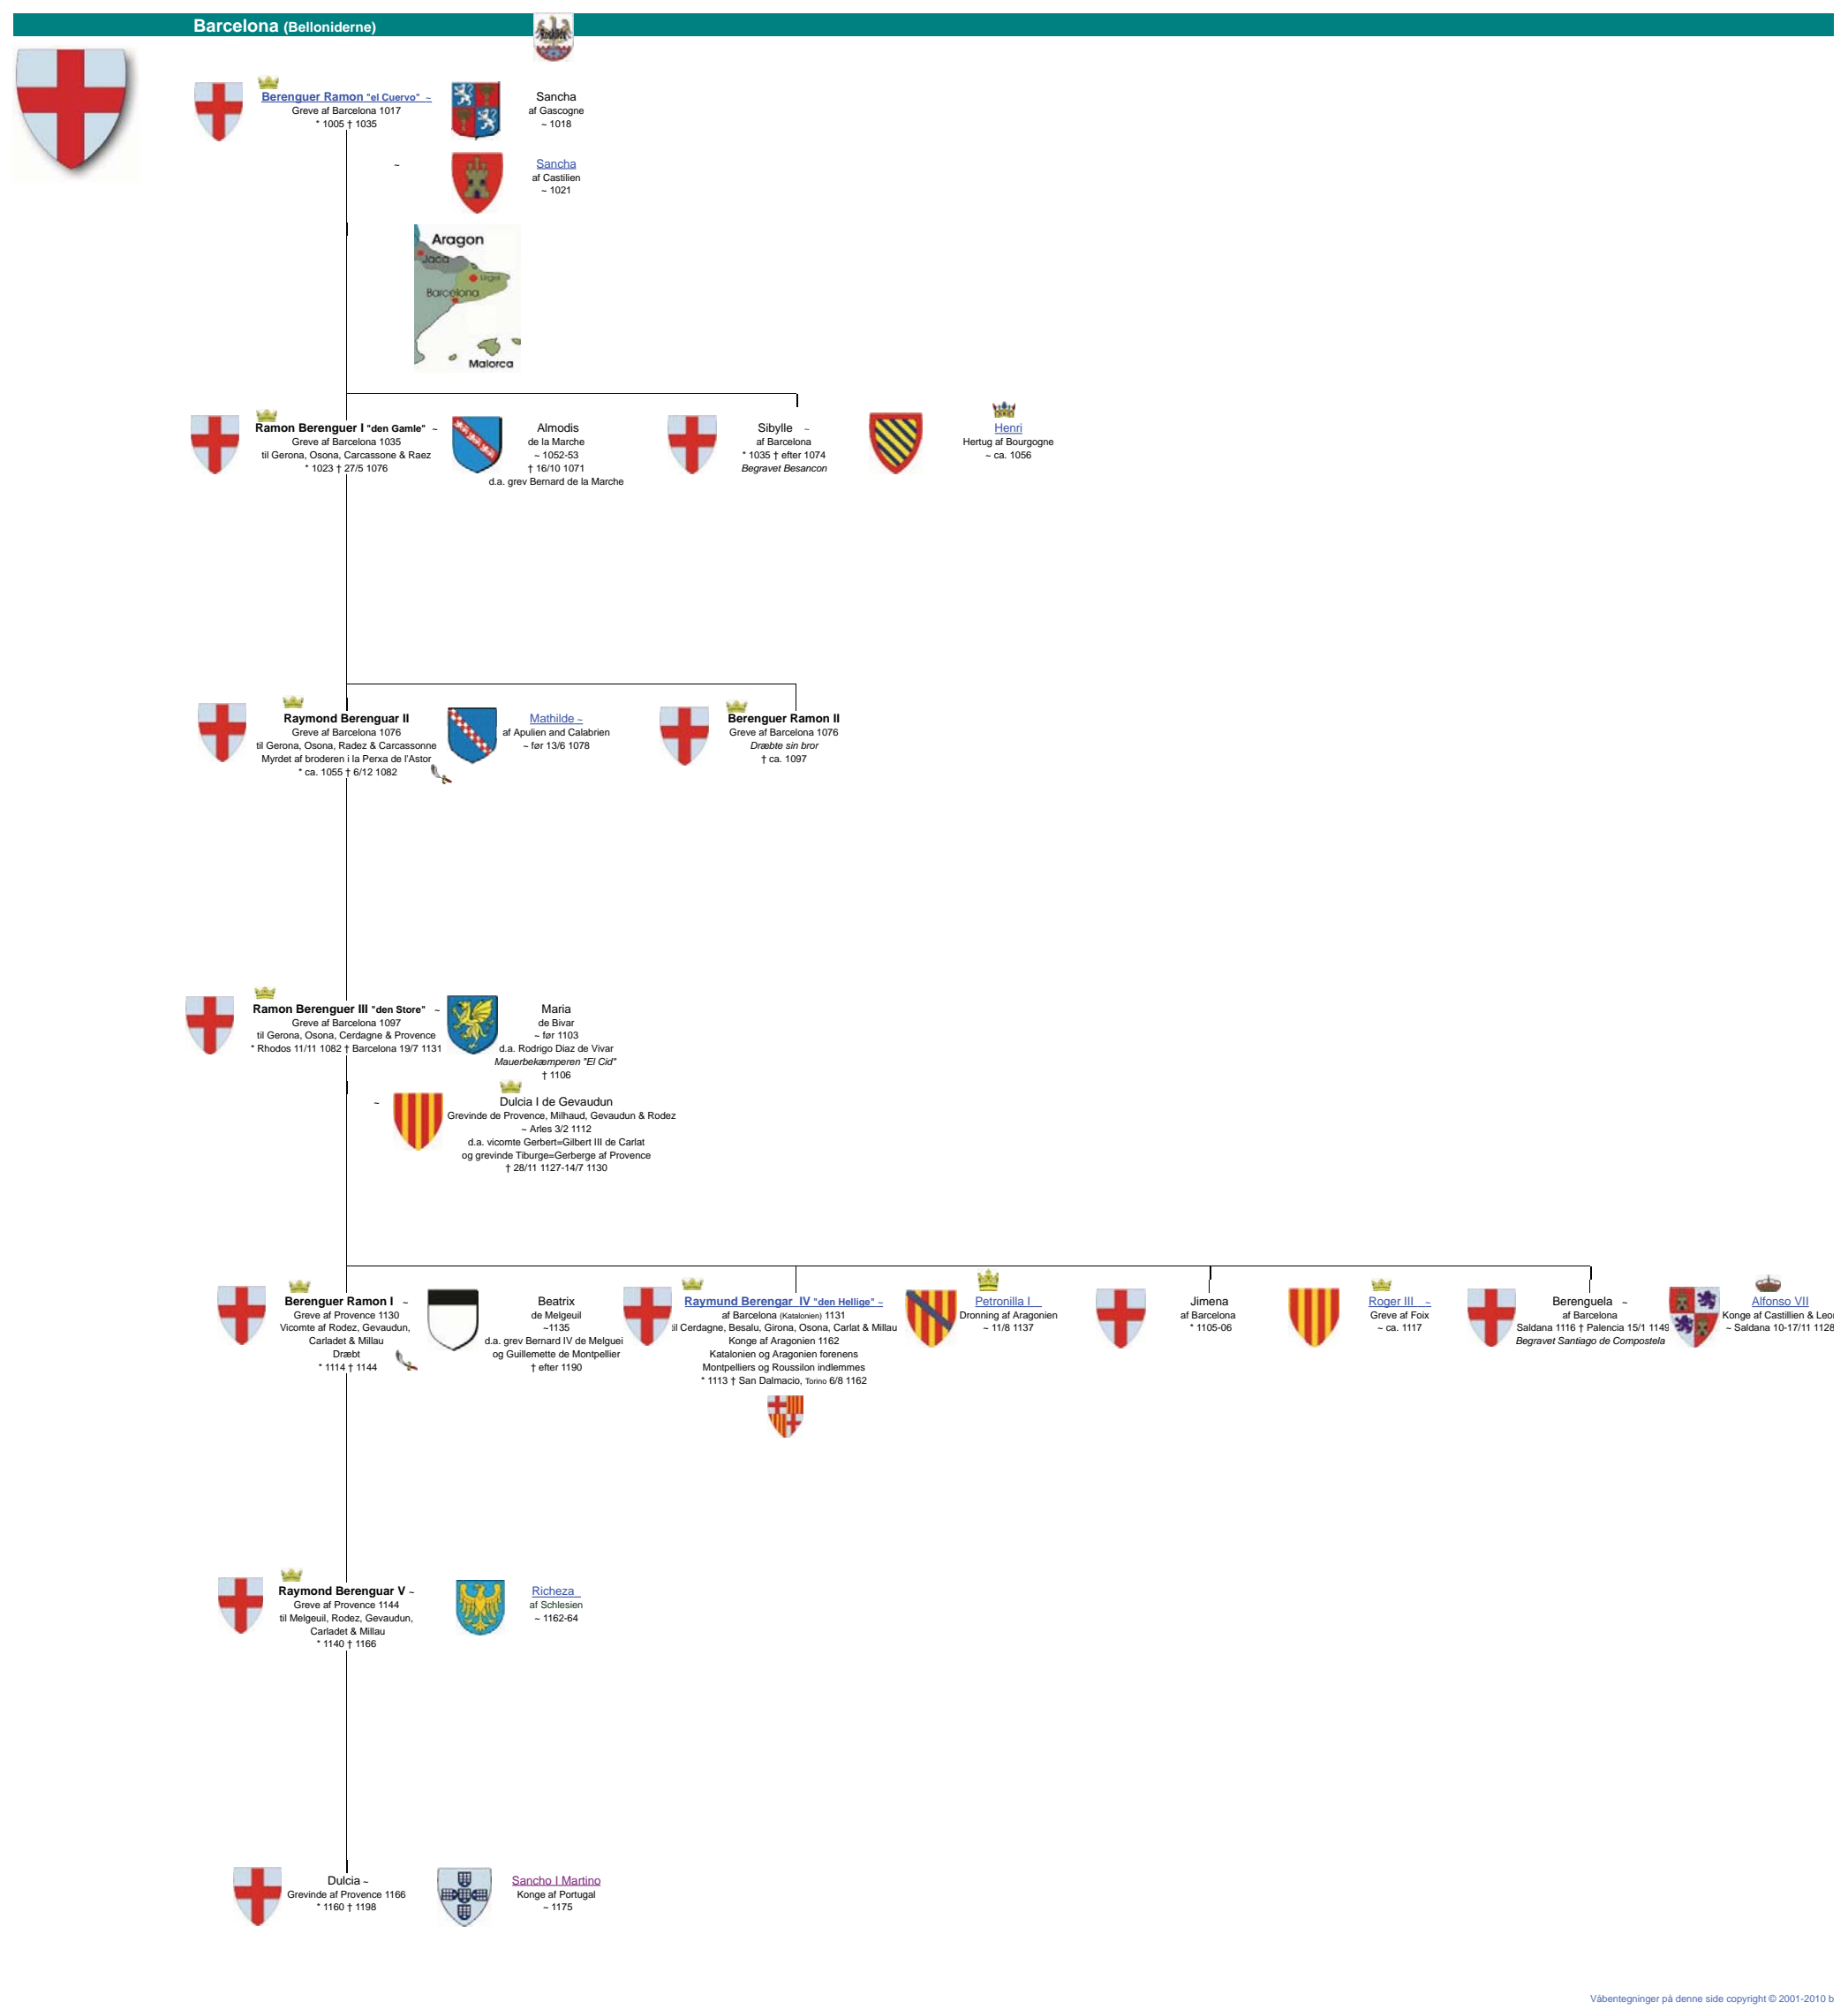 Barcelona (Belloniderne)
Berenguer Ramon "el Cuervo" ~
Greve af Barcelona 1017
* 1005 † 1035
Sancha
af Gascogne
~ 1018
~
Sancha
af Castilien
~ 1021
Aragon
Jaca
Urgel
Barcelona
Malorca
Ramon Berenguer I "den Gamle" ~
Greve af Barcelona 1035
til Gerona, Osona, Carcassone & Raez
* 1023 † 27/5 1076
Almodis
de la Marche
~ 1052-53
† 16/10 1071
d.a. grev Bernard de la Marche
Sibylle ~
af Barcelona
* 1035 † efter 1074
Begravet Besancon
Henri
Hertug af Bourgogne
~ ca. 1056
Raymond Berenguar II
Greve af Barcelona 1076
til Gerona, Osona, Radez & Carcassonne
Myrdet af broderen i la Perxa de l'Astor
* ca. 1055 † 6/12 1082
Mathilde ~
af Apulien and Calabrien
~ før 13/6 1078
Berenguer Ramon II
Greve af Barcelona 1076
Dræbte sin bror
† ca. 1097
Ramon Berenguer III "den Store" ~
Greve af Barcelona 1097
til Gerona, Osona, Cerdagne & Provence
* Rhodos 11/11 1082 † Barcelona 19/7 1131
Maria
de Bivar
~ før 1103
d.a. Rodrigo Diaz de Vivar
Mauerbekæmperen "El Cid"
† 1106
~
Dulcia I de Gevaudun
Grevinde de Provence, Milhaud, Gevaudun & Rodez
~ Arles 3/2 1112
d.a. vicomte Gerbert=Gilbert III de Carlat
og grevinde Tiburge=Gerberge af Provence
† 28/11 1127-14/7 1130
Berenguer Ramon I ~
Greve af Provence 1130
Vicomte af Rodez, Gevaudun,
Carladet & Millau
Dræbt
* 1114 † 1144
Beatrix
de Melgeuil
~1135
d.a. grev Bernard IV de Melguei
og Guillemette de Montpellier
† efter 1190
Raymund Berengar IV "den Hellige" ~
af Barcelona (Katalonien) 1131
til Cerdagne, Besalu, Girona, Osona, Carlat & Millau
Konge af Aragonien 1162
Katalonien og Aragonien forenens
Montpelliers og Roussilon indlemmes
* 1113 † San Dalmacio, Torino 6/8 1162
Petronilla I
Dronning af Aragonien
~ 11/8 1137
Jimena
af Barcelona
* 1105-06
Roger III ~
Greve af Foix
~ ca. 1117
Berenguela ~
af Barcelona
Saldana 1116 † Palencia 15/1 1149
Begravet Santiago de Compostela
Alfonso VII
Konge af Castillien & Leo
~ Saldana 10-17/11 1128
Raymond Berenguar V ~
Greve af Provence 1144
til Melgeuil, Rodez, Gevaudun,
Carladet & Millau
* 1140 † 1166
Richeza
af Schlesien
~ 1162-64
Dulcia ~
Grevinde af Provence 1166
* 1160 † 1198
Sancho I Martino
Konge af Portugal
~ 1175
Våbentegninger på denne side copyright © 2001-2010 b